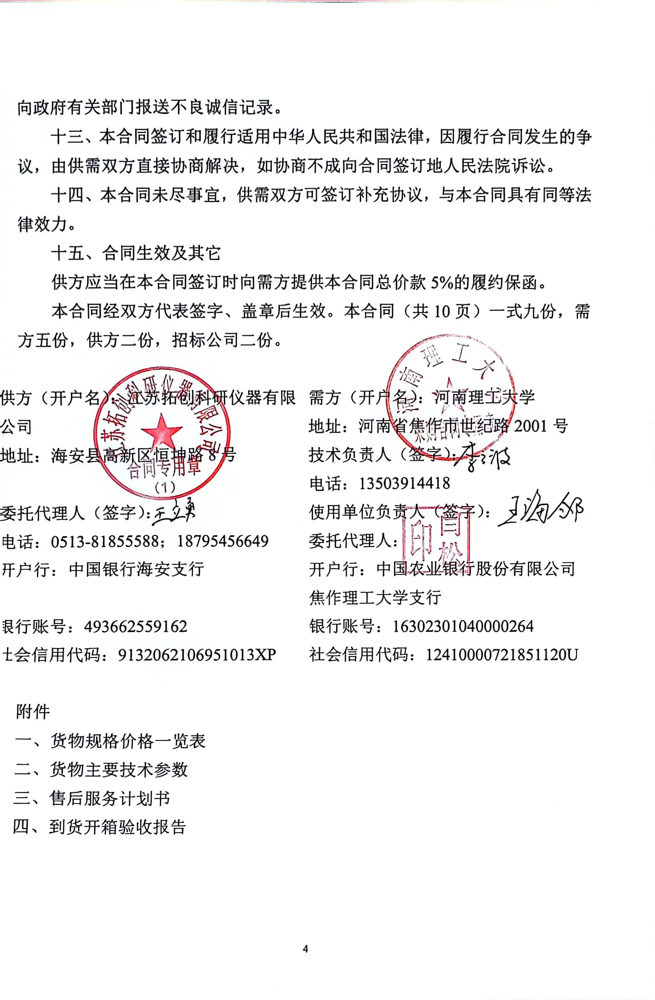 向政府有关部门报送不良诚信记录。
十三、本合同签订和履行适用中华人民共和国法律，因履行合同发生的争
议，由供需双方直接协商解决，如协商不成向合同签订地人民法院诉讼。
十四、本合同未尽事宜，供需双方可签订补充协议，与本合同具有同等法
律效力。
十五、合同生效及其它
供方应当在本合同签订时向需方提供本合同总价款 5%的履约保函。
本合同经双方代表签字、盖章后生效。本合同（共 10 页）一式九份，需
方五份，供方二份，招标公司二份。
供方（开户名）：江苏拓创科研仪器有限
公司
地址：海安县高新区恒坤路 8 号
江苏拓创科研仪器有限公司
合同专用章
(1)
委托代理人（签字）：
电话：0513-81855588；18795456649
开户行：中国银行海安支行
银行账号：493662559162
社会信用代码：9132062106951013XP
需方（开户名）：河南理工大学
地址：河南省焦作市世纪路 2001 号
河南理工大
采购合同专用章
技术负责人（签字）：
电话：13503914418
使用单位负责人（签字）：王海邻
委托代理人：
印 松
开户行：中国农业银行股份有限公司
焦作理工大学支行
银行账号：16302301040000264
社会信用代码：12410000721851120U
附件
一、货物规格价格一览表
二、货物主要技术参数
三、售后服务计划书
四、到货开箱验收报告
4